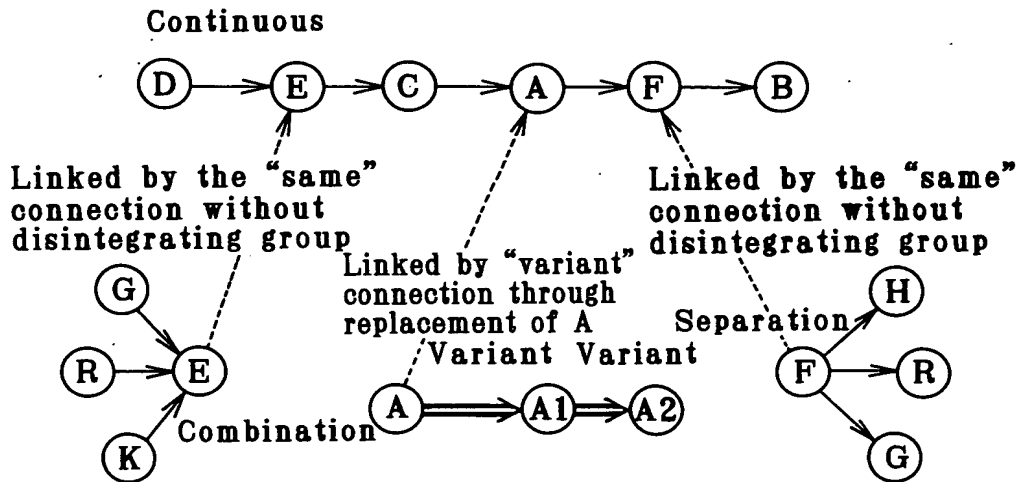 Continuous
D E C A F B
Linked by the “same”
connection without
disintegrating group
Linked by the “same”
connection without
disintegrating group
Linked by “variant”
connection through
replacement of A
Variant Variant
G
R E
K
Combination
A A1 A2
Separation
H
F R
G